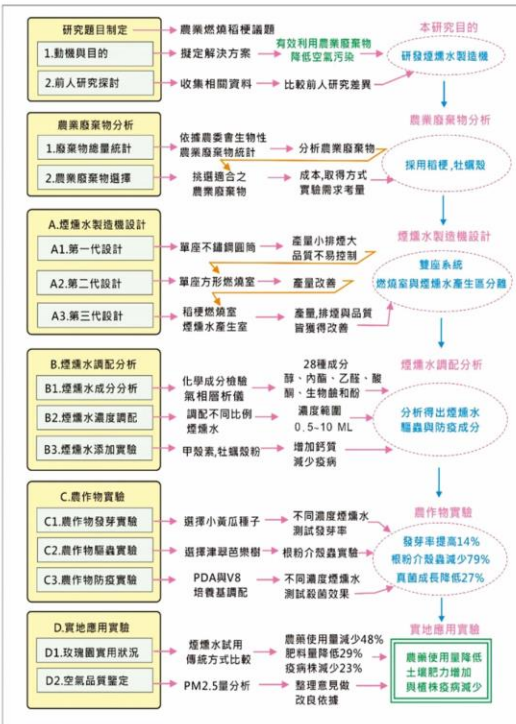 研究題目制定
1.動機與目的
2.前人研究探討
農業燃燒稻梗議題
擬定解決方案
有效利用農業廢棄物
降低空氣污染
收集相關資料
比較前人研究差異
本研究目的
研發煙燻水製造機
農業廢棄物分析
1.廢棄物總量統計
2.農業廢棄物選擇
依據農委會生物性
農業廢棄物統計
分析農業廢棄物
挑選適合之
農業廢棄物
成本,取得方式
實驗需求考量
農業廢棄物分析
採用稻梗,牡蠣殼
A.煙燻水製造機設計
A1.第一代設計
A2.第二代設計
A3.第三代設計
單座不鏽鋼圓筒
產量小排煙大
品質不易控制
單座方形燃燒室
產量改善
稻梗燃燒室
煙燻水產生室
產量,排煙與品質
皆獲得改善
煙燻水製造機設計
雙座系統
燃燒室與煙燻水產生區分離
B.煙燻水調配分析
B1.煙燻水成分分析
B2.煙燻水濃度調配
B3.煙燻水添加實驗
化學成分檢驗
氣相層析儀
28種成分
醇、內酯、乙醛、酸
酮、生物鹼和酚
調配不同比例
煙燻水
濃度範圍
0.5~10 ML
甲殼素,牡蠣殼粉
增加鈣質
減少疫病
煙燻水調配分析
分析得出煙燻水
驅蟲與防疫成分
C.農作物實驗
C1.農作物發芽實驗
C2.農作物驅蟲實驗
C3.農作物防疫實驗
選擇小黃瓜種子
不同濃度煙燻水
測試發芽率
選擇津翠芭樂樹
根粉介殼蟲實驗
PDA與V8
培養基調配
不同濃度煙燻水
測試殺菌效果
農作物實驗
發芽率提高14%
根粉介殼蟲減少79%
真菌成長降低27%
D.實地應用實驗
D1.玫瑰園實用狀況
D2.空氣品質鑒定
煙燻水試用
傳統方式比較
農藥使用量減少48%
肥料量降低29%
疫病株減少23%
PM2.5量分析
整理意見做
改良依據
實地應用實驗
農藥使用量降低
土壤肥力增加
與植株疫病減少